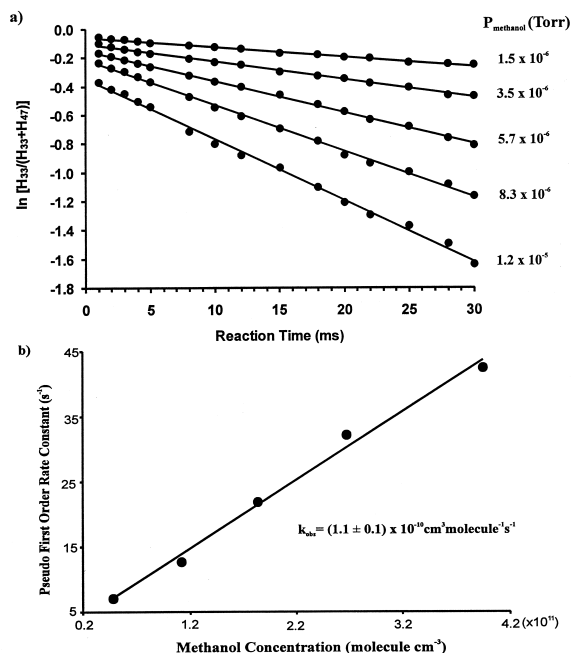 a)
P methanol (Torr)
ln [H33/(H33+H47)]
0.0
-0.2
-0.4
-0.6
-0.8
-1.0
-1.2
-1.4
-1.6
-1.8
1.5 x 10⁻⁶
3.5 x 10⁻⁶
5.7 x 10⁻⁶
8.3 x 10⁻⁶
1.2 x 10⁻⁵
0 5 10 15 20 25 30
Reaction Time (ms)
b)
Pseudo First Order Rate Constant (s⁻¹)
45
35
25
15
5
kobs= (1.1 ± 0.1) x 10⁻¹⁰cm³molecule⁻¹s⁻¹
0.2 1.2 2.2 3.2 4.2 (x10¹¹)
Methanol Concentration (molecule cm⁻³)